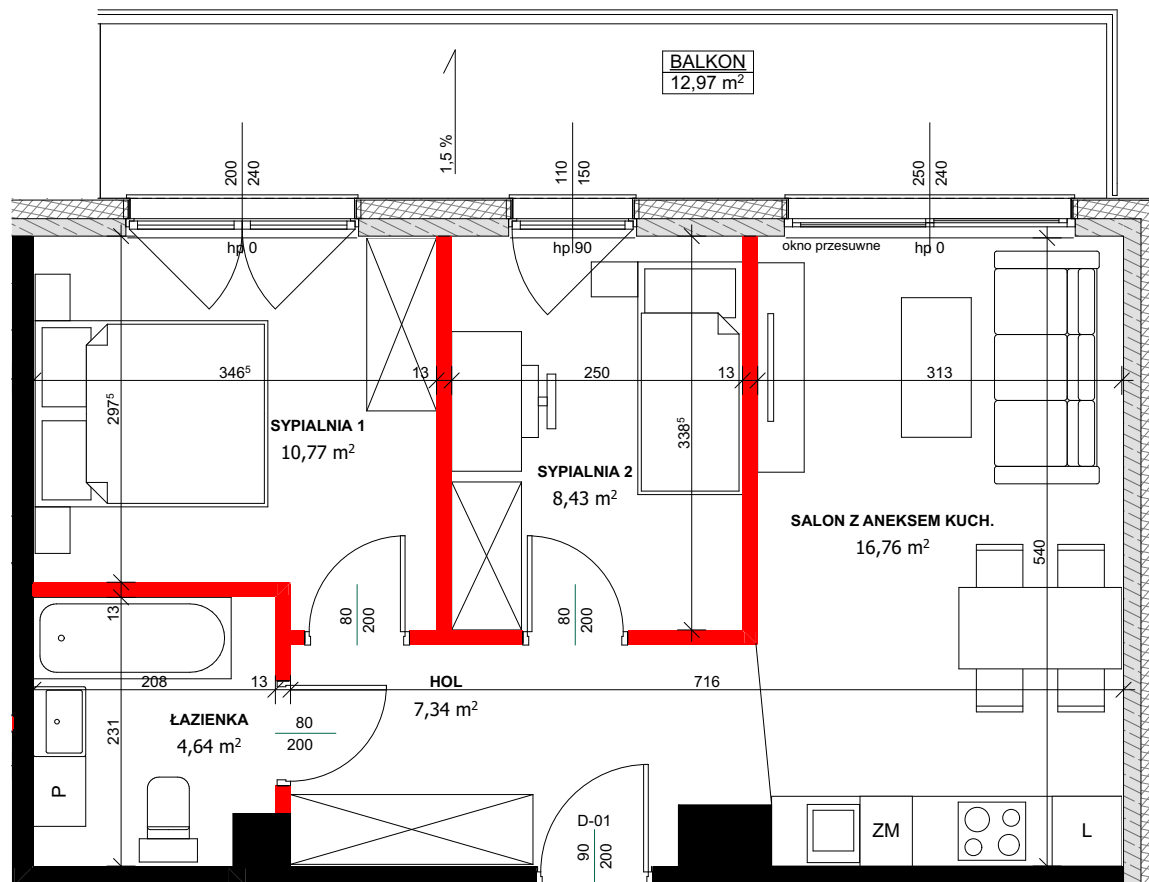 BALKON
12,97 m²
1,5 %
200
240
110
150
250
240
hp 0
hp 90
okno przesuwne
hp 0
346⁵
13
250
13
313
297⁵
338⁵
540
SYPIALNIA 1
10,77 m²
SYPIALNIA 2
8,43 m²
SALON Z ANEKSEM KUCH.
16,76 m²
13
80
200
80
200
208
13
HOL
716
7,34 m²
ŁAZIENKA
4,64 m²
231
80
200
P
D-01
90
200
ZM
L